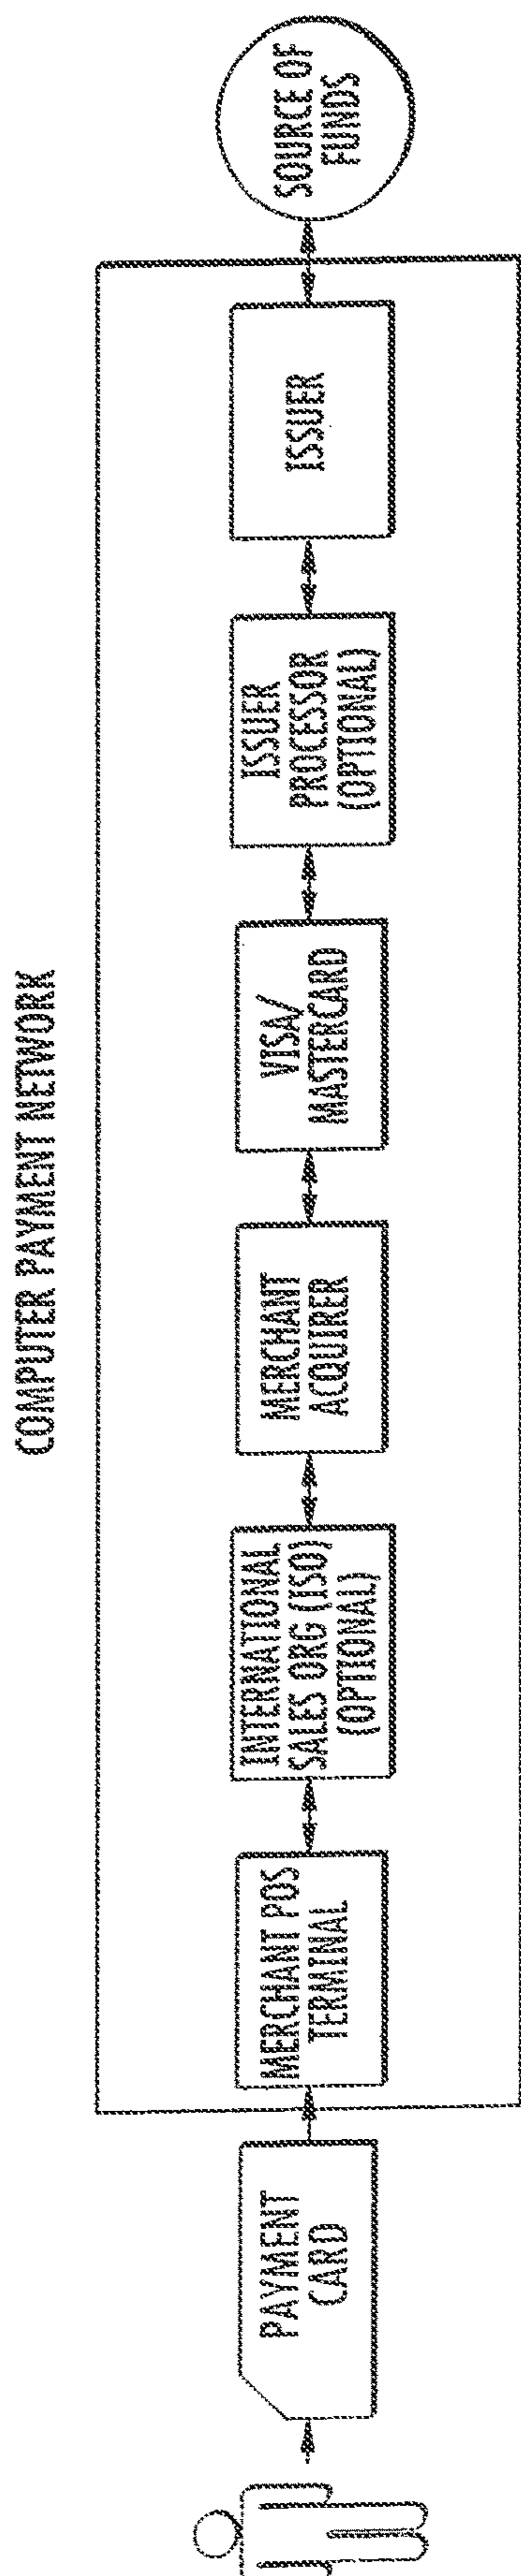 COMPUTER PAYMENT NETWORK
PAYMENT
CARD
MERCHANT POS
TERMINAL
INTERNATIONAL
SALES ORG (ISO)
(OPTIONAL)
MERCHANT
ACQUIRER
VISA/
MASTERCARD
ISSUER
PROCESSOR
(OPTIONAL)
ISSUER
SOURCE OF
FUNDS